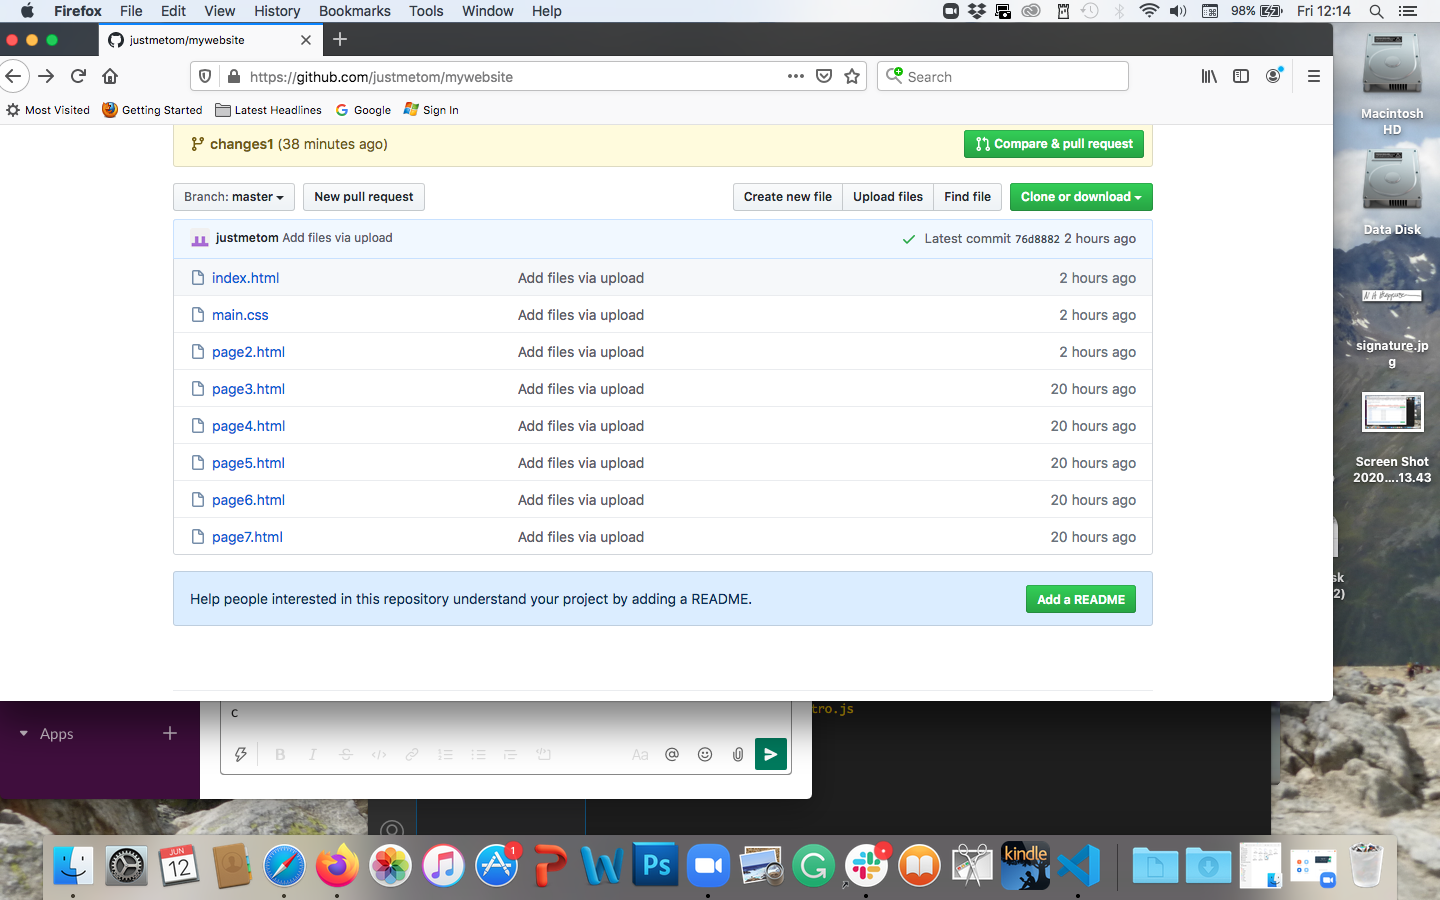 Firefox File Edit View History Bookmarks Tools Window Help 98% Fri 12:14
justmetom/mywebsite
https://github.com/justmetom/mywebsite Search
Most Visited Getting Started Latest Headlines Google Sign In
changes1 (38 minutes ago) Compare & pull request
Branch: master New pull request Create new file Upload files Find file Clone or download
justmetom Add files via upload Latest commit 76d8882 2 hours ago
index.html Add files via upload 2 hours ago
main.css Add files via upload 2 hours ago
page2.html Add files via upload 2 hours ago
page3.html Add files via upload 20 hours ago
page4.html Add files via upload 20 hours ago
page5.html Add files via upload 20 hours ago
page6.html Add files via upload 20 hours ago
page7.html Add files via upload 20 hours ago
Help people interested in this repository understand your project by adding a README. Add a README
Macintosh
HD
Data Disk
signature.jp
g
Screen Shot
2020....13.43
sk
2)
c
tro.js
Apps
B I S Aa @
JUN
12
1
Ps
kindle